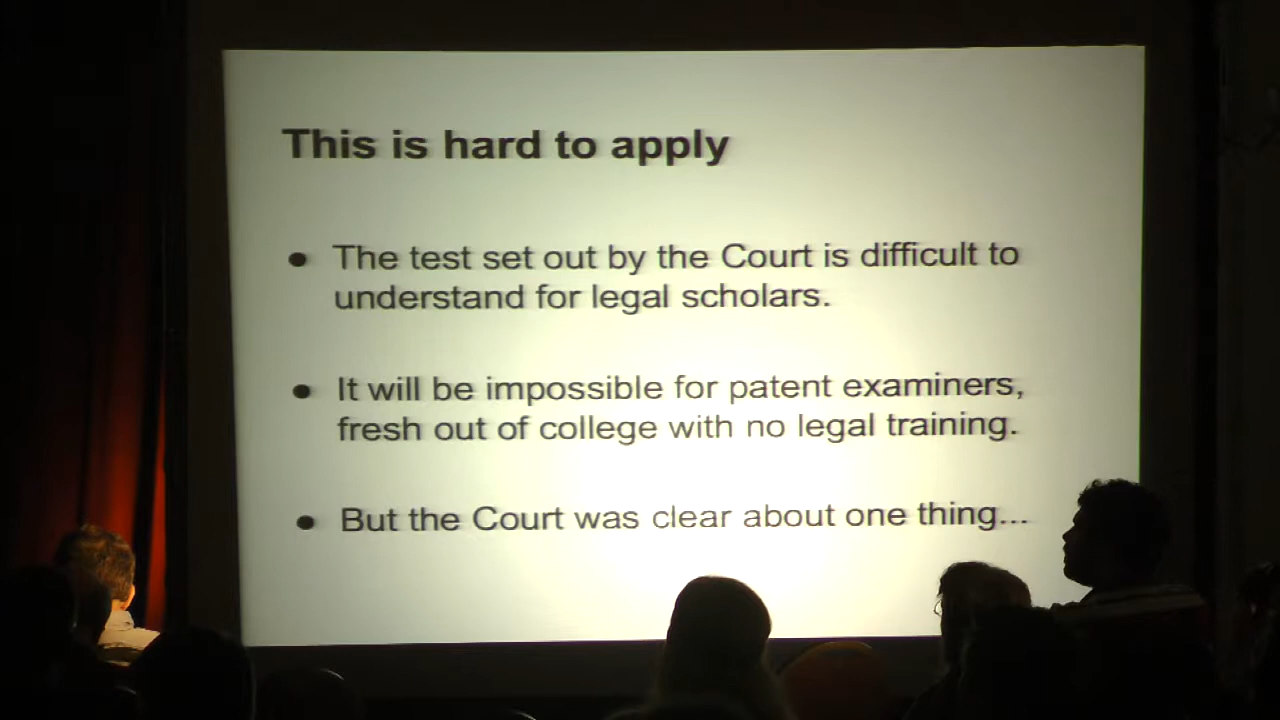 This is hard to apply
● The test set out by the Court is difficult to
understand for legal scholars.
● It will be impossible for patent examiners,
fresh out of college with no legal training.
● But the Court was clear about one thing...